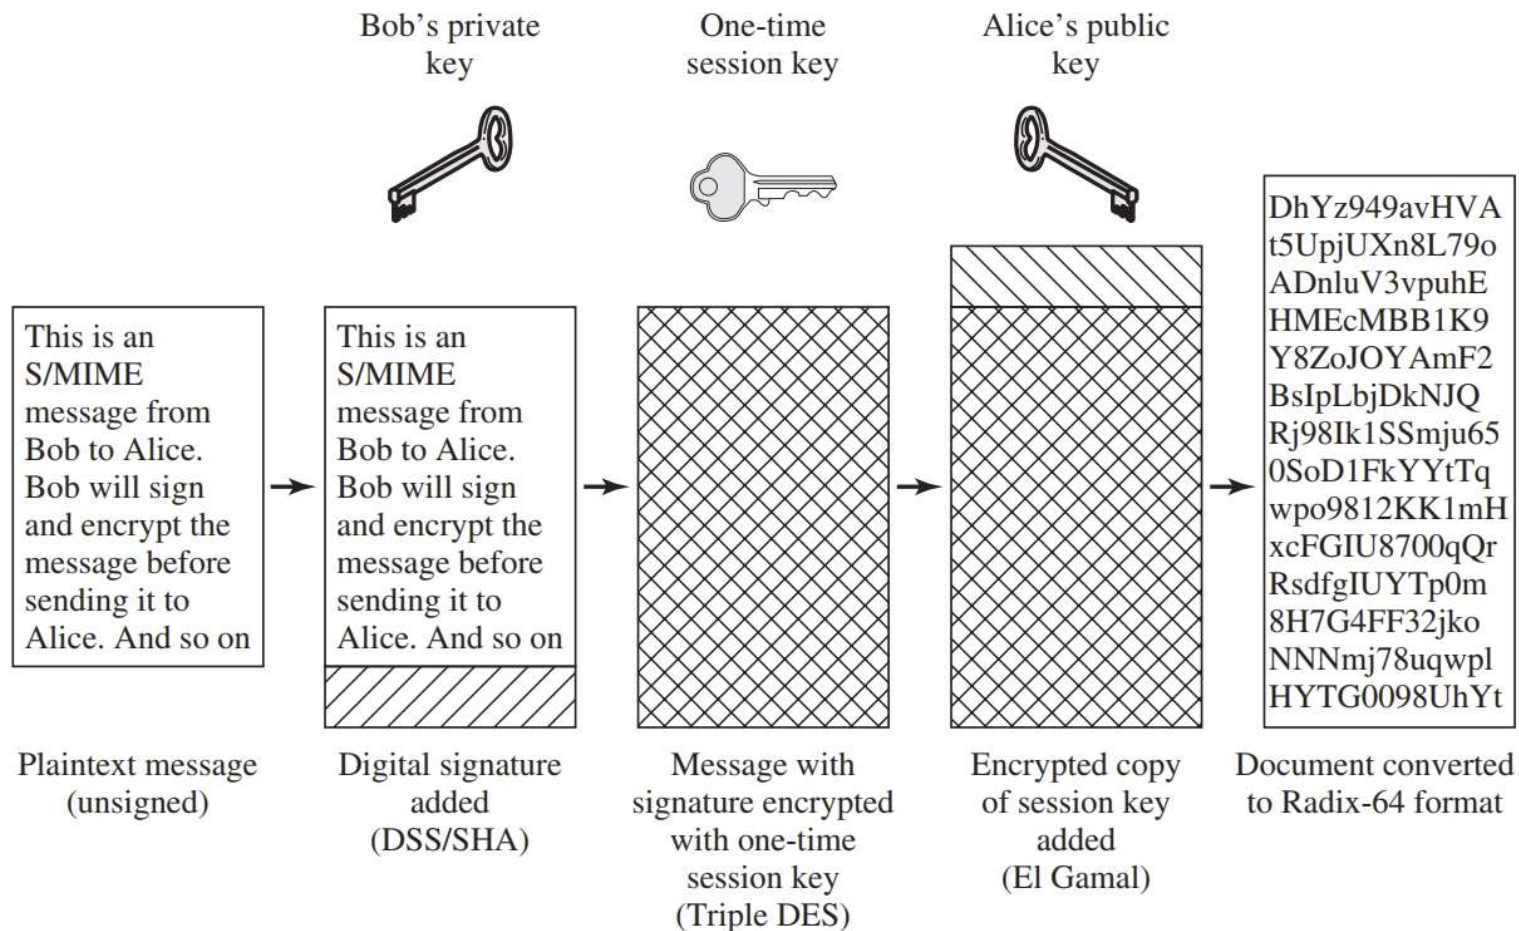 Bob’s private
key
One-time
session key
Alice’s public
key
This is an
S/MIME
message from
Bob to Alice.
Bob will sign
and encrypt the
message before
sending it to
Alice. And so on
This is an
S/MIME
message from
Bob to Alice.
Bob will sign
and encrypt the
message before
sending it to
Alice. And so on
DhYz949avHVA
t5UpjUXn8L79o
ADnluV3vpuhE
HMEcMBB1K9
Y8ZoJOYAmF2
BsIpLbjDkNJQ
Rj98Ik1SSmju65
0SoD1FkYYtTq
wpo9812KK1mH
xcFGIU8700qQr
RsdfgIUYTp0m
8H7G4FF32jko
NNNmj78uqwpl
HYTG0098UhYt
Plaintext message
(unsigned)
Digital signature
added
(DSS/SHA)
Message with
signature encrypted
with one-time
session key
(Triple DES)
Encrypted copy
of session key
added
(El Gamal)
Document converted
to Radix-64 format